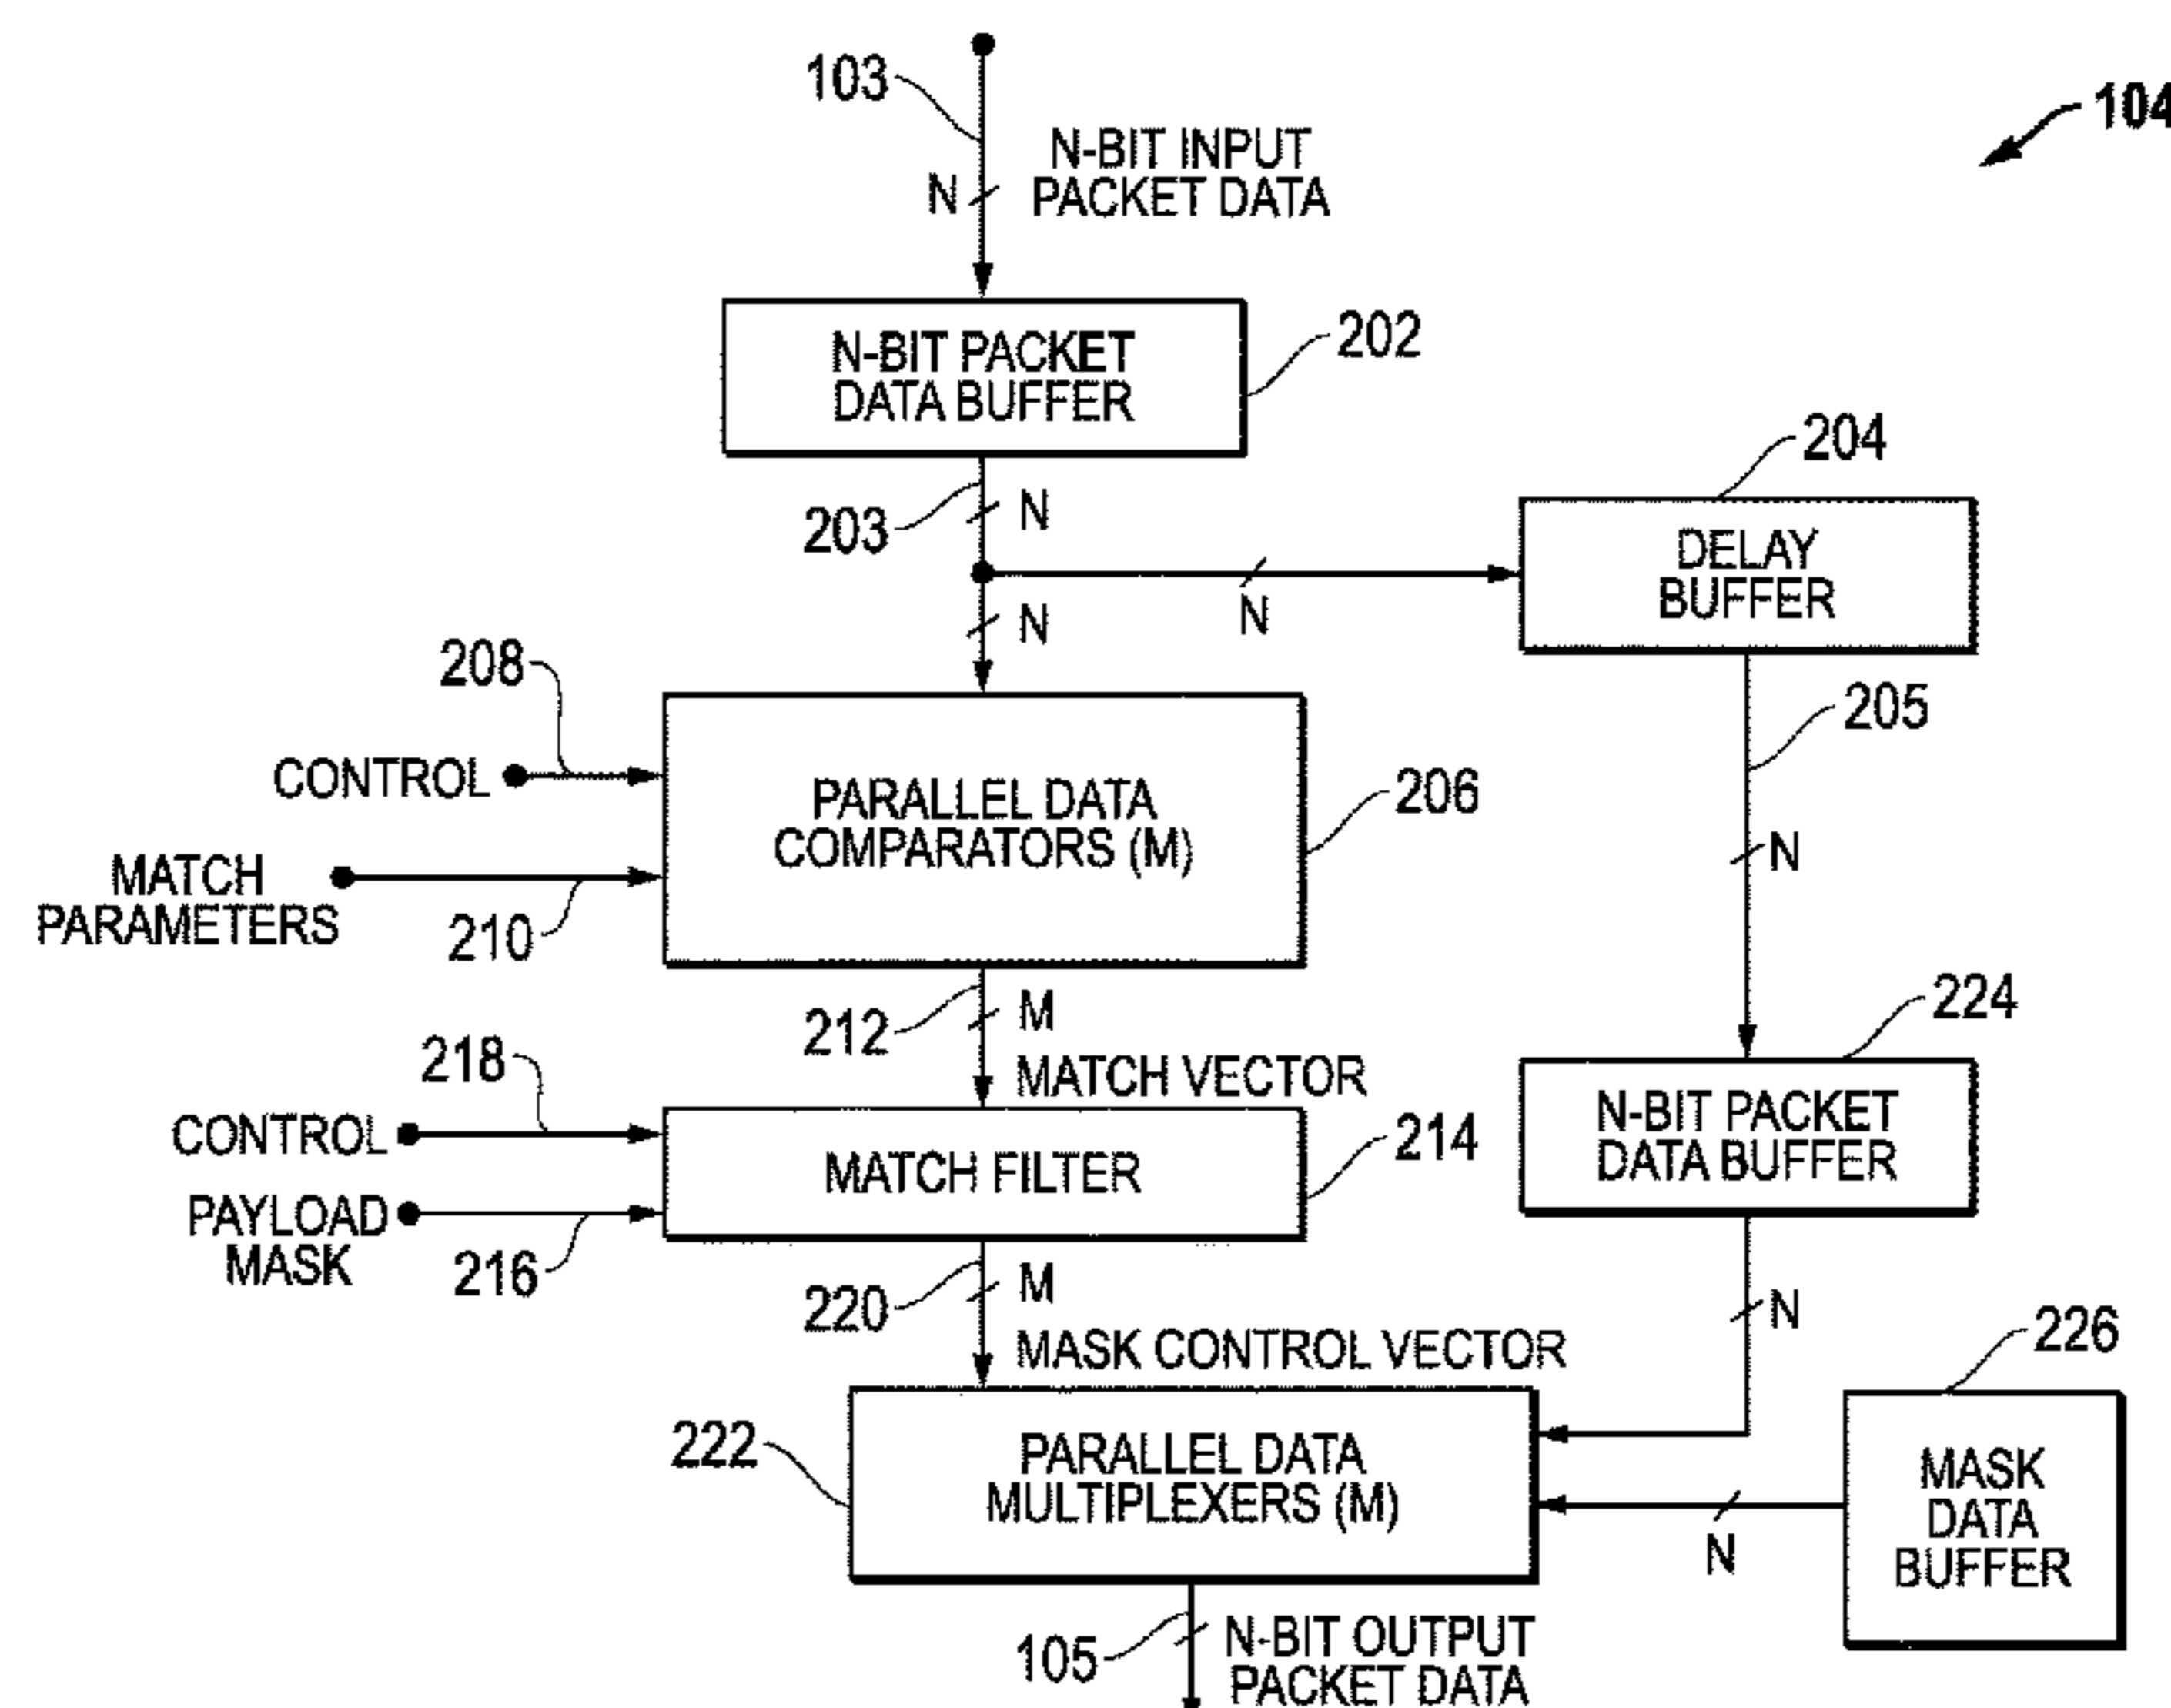 103
104
N-BIT INPUT
PACKET DATA
N
N-BIT PACKET
DATA BUFFER
202
203
N
204
DELAY
BUFFER
N
N
208
CONTROL
205
PARALLEL DATA
COMPARATORS (M)
206
MATCH
PARAMETERS
210
N
212
M
224
218
MATCH VECTOR
CONTROL
MATCH FILTER
214
N-BIT PACKET
DATA BUFFER
PAYLOAD
MASK
216
220
M
N
MASK CONTROL VECTOR
226
222
PARALLEL DATA
MULTIPLEXERS (M)
MASK
DATA
BUFFER
N
105
N-BIT OUTPUT
PACKET DATA